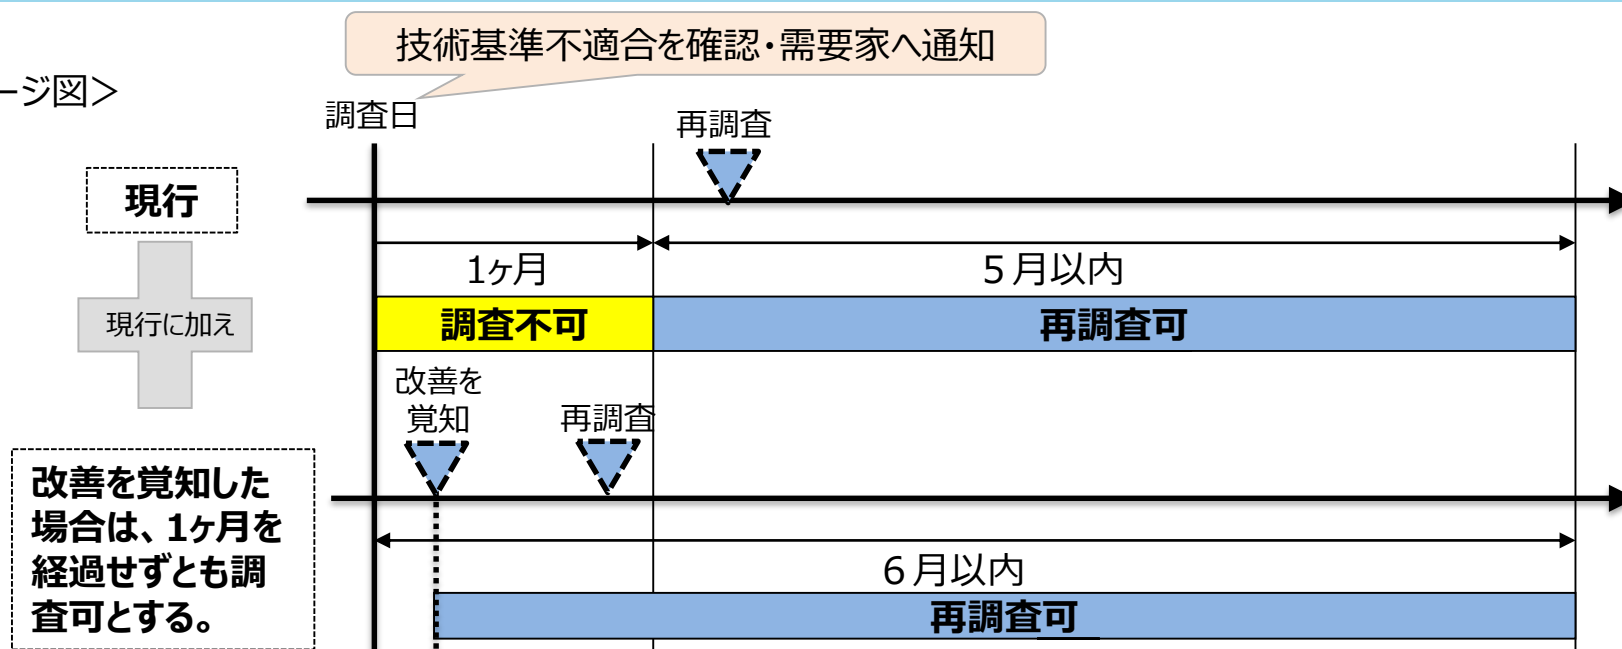 技術基準不適合を確認・需要家へ通知
ージ図＞
調査日
再調査
現行
1ヶ月
５月以内
現行に加え
調査不可
再調査可
改善を
覚知
再調査
改善を覚知した
場合は、1ヶ月を
経過せずとも調
査可とする。
６月以内
再調査可